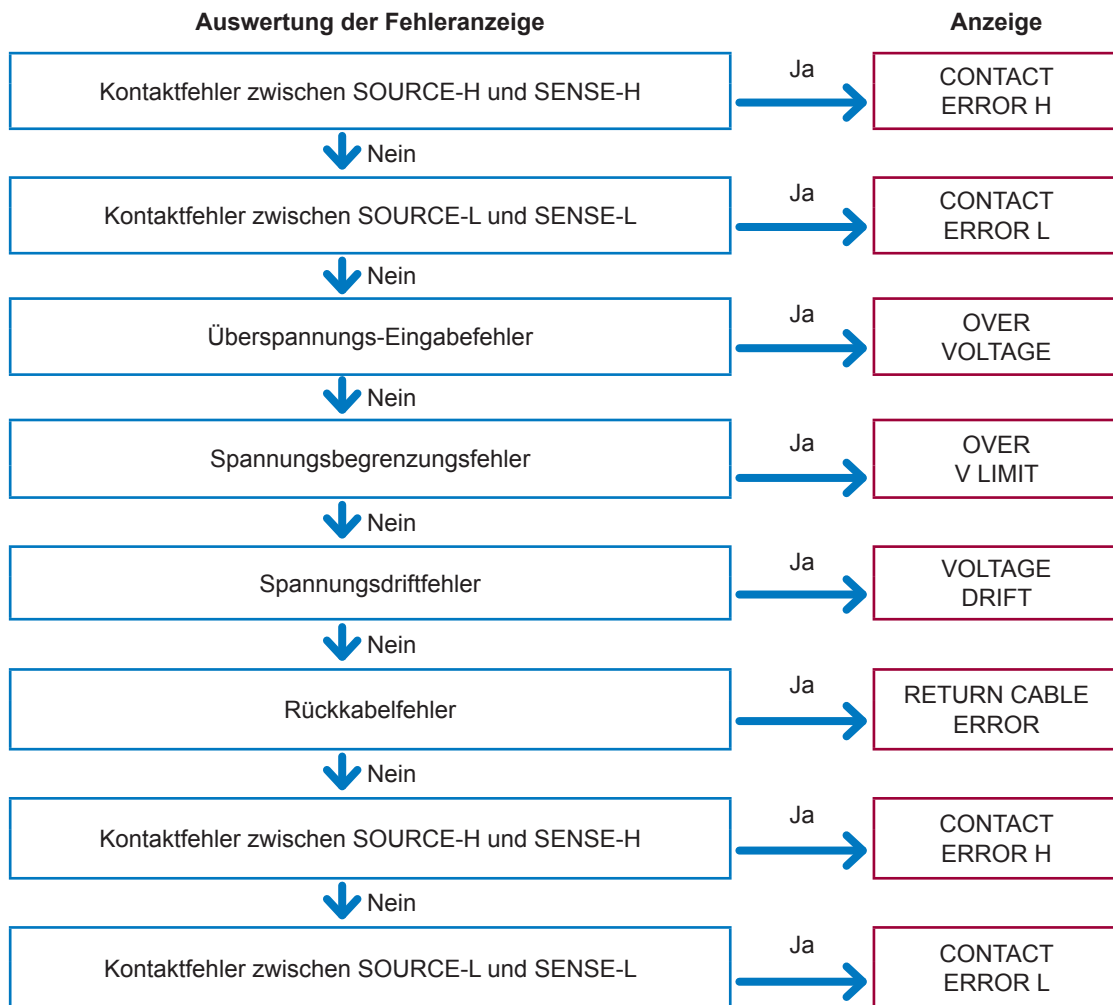 Auswertung der Fehleranzeige
Anzeige
Kontaktfehler zwischen SOURCE-H und SENSE-H
Ja
CONTACT
ERROR H
Nein
Kontaktfehler zwischen SOURCE-L und SENSE-L
Ja
CONTACT
ERROR L
Nein
Überspannungs-Eingabefehler
Ja
OVER
VOLTAGE
Nein
Spannungsbegrenzungsfehler
Ja
OVER
V LIMIT
Nein
Spannungsdriftfehler
Ja
VOLTAGE
DRIFT
Nein
Rückkabelfehler
Ja
RETURN CABLE
ERROR
Nein
Kontaktfehler zwischen SOURCE-H und SENSE-H
Ja
CONTACT
ERROR H
Nein
Kontaktfehler zwischen SOURCE-L und SENSE-L
Ja
CONTACT
ERROR L